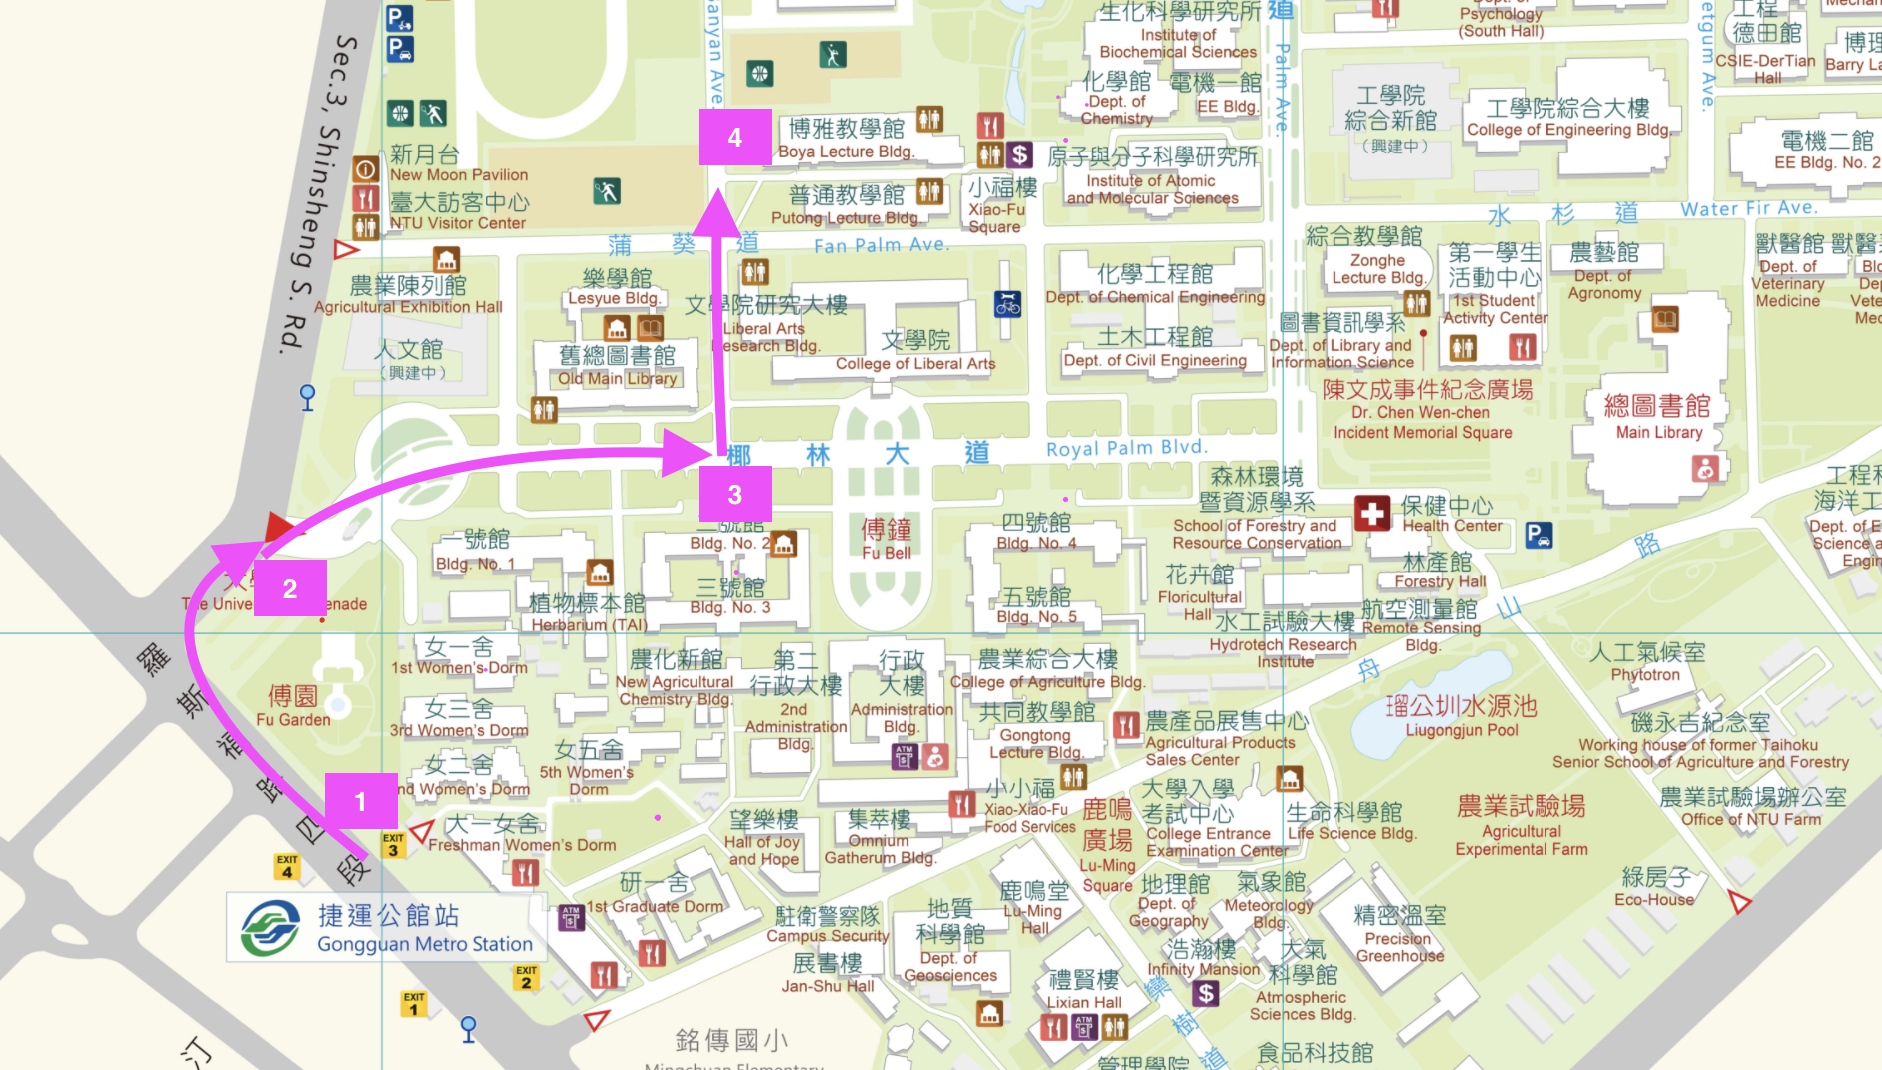 Sec.3, Shinsheng S. Rd.
新月台
New Moon Pavilion
臺大訪客中心
NTU Visitor Center
農業陳列館
Agricultural Exhibition Hall
人文館
(興建中)
樂學館
Lesyue Bldg.
舊總圖書館
Old Main Library
4
博雅教學館
Boya Lecture Bldg.
普通教學館
Putong Lecture Bldg.
小福樓
Xiao-Fu
Square
蒲葵道
Fan Palm Ave.
文學院研究大樓
Liberal Arts
文學院
College of Liberal Arts
生化科學研究所
Institute of
Biochemical Sciences
化學館
Dept. of
Chemistry
電機一館
EE Bldg.
原子與分子科學研究所
Institute of Atomic
and Molecular Sciences
道
Palm Ave.
化學工程館
Dept. of Chemical Engineering
土木工程館
Dept. of Civil Engineering
Psychology
(South Hall)
工學院
綜合新館
(興建中)
工學院綜合大樓
College of Engineering Bldg.
德田館
CSIE-DerTian
Hall
電機二館
EE Bldg. No. 2
水杉道
Water Fir Ave.
綜合教學館
Zonghe
Lecture Bldg.
第一學生
活動中心
1st Student
Activity Center
農藝館
Dept. of
Agronomy
獸醫館
Dept. of
Veterinary
Medicine
圖書資訊學系
Dept. of Library and
Information Science
陳文成事件紀念廣場
Dr. Chen Wen-chen
Incident Memorial Square
總圖書館
Main Library
椰林大道
Royal Palm Blvd.
3
2
1
一號館
Bldg. No. 1
Bldg. No. 2
三號館
Bldg. No. 3
植物標本館
Herbarium (TAI)
傅鐘
Fu Bell
四號館
Bldg. No. 4
五號館
Bldg. No. 5
森林環境
暨資源學系
School of Forestry and
Resource Conservation
保健中心
Health Center
林產館
Forestry Hall
花卉館
Floricultural
Hall
水工試驗大樓
Hydrotech Research
Institute
航空測量館
Remote Sensing
Bldg.
舟山路
傅園
Fu Garden
女一舍
1st Women's Dorm
女三舍
3rd Women's Dorm
女二舍
女五舍
5th Women's
Dorm
大一女舍
Freshman Women's Dorm
農化新館
New Agricultural
Chemistry Bldg.
第二
行政大樓
2nd
Administration
Bldg.
行政
大樓
Administration
Bldg.
農業綜合大樓
College of Agriculture Bldg.
共同教學館
Gongtong
Lecture Bldg.
農產品展售中心
Agricultural Products
Sales Center
小小福
Xiao-Xiao-Fu
Food Services
鹿鳴
廣場
Lu-Ming
Square
大學入學
考試中心
College Entrance
Examination Center
生命科學館
Life Science Bldg.
瑠公圳水源池
Liugongjun Pool
人工氣候室
Phytotron
磯永吉紀念室
Working house of former Taihoku
Senior School of Agriculture and Forestry
農業試驗場
Agricultural
Experimental Farm
農業試驗場辦公室
Office of NTU Farm
綠房子
Eco-House
望樂樓
Hall of Joy
and Hope
集萃樓
Omnium
Gatherum Bldg.
研一舍
1st Graduate Dorm
駐衛警察隊
Campus Security
展書樓
Jan-Shu Hall
地質
科學館
Dept. of
Geosciences
鹿鳴堂
Lu-Ming
Hall
地理館
Dept. of
Geography
氣象館
Meteorology
Bldg.
浩瀚樓
Infinity Mansion
大氣
科學館
Atmospheric
Sciences Bldg.
精密溫室
Precision
Greenhouse
禮賢樓
Lixian Hall
欒樹道
食品科技館
管理學院
銘傳國小
羅斯福路四段
EXIT
3
EXIT
4
EXIT
2
EXIT
1
捷運公館站
Gongguan Metro Station
ATM
ATM
ATM
汀